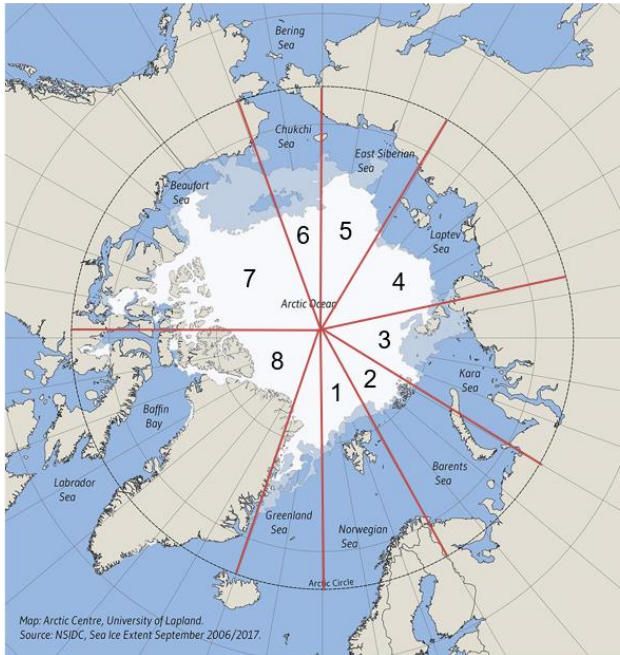 Bering
Sea
Chukchi
Sea
East Siberian
Sea
Beaufort
Sea
Laptev
Sea
6
5
7
4
Arctic Ocean
3
8
2
1
Kara
Sea
Baffin
Bay
Barents
Sea
Labrador
Sea
Greenland
Sea
Norwegian
Sea
Arctic Circle
Map: Arctic Centre, University of Lapland.
Source: NSIDC, Sea Ice Extent September 2006/2017.